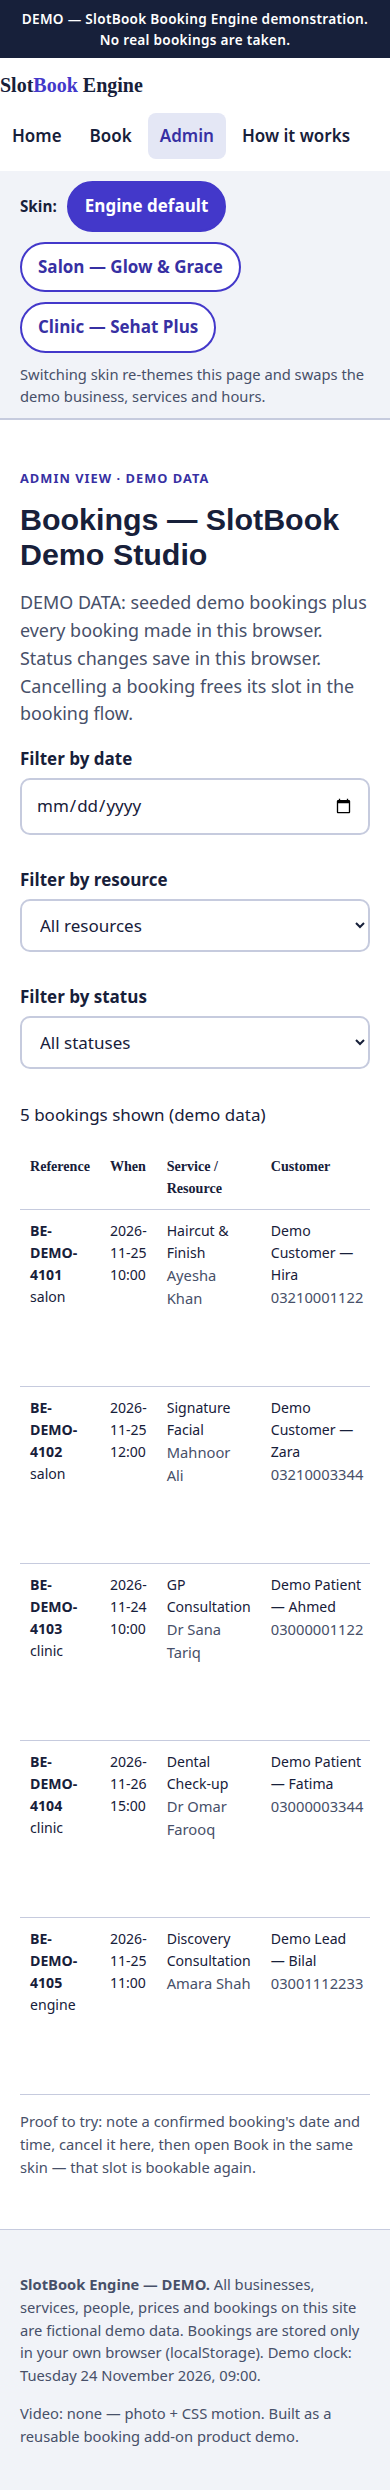 DEMO — SlotBook Booking Engine demonstration.
No real bookings are taken.
SlotBook Engine
Home Book Admin How it works
Skin: Engine default
Salon — Glow & Grace
Clinic — Sehat Plus
Switching skin re-themes this page and swaps the
demo business, services and hours.
ADMIN VIEW · DEMO DATA
Bookings — SlotBook
Demo Studio
DEMO DATA: seeded demo bookings plus
every booking made in this browser.
Status changes save in this browser.
Cancelling a booking frees its slot in the
booking flow.
Filter by date
mm/dd/yyyy
Filter by resource
All resources
Filter by status
All statuses
5 bookings shown (demo data)
Reference When Service / Customer
Resource
BE- 2026- Haircut & Demo
DEMO- 11-25 Finish Customer —
4101 10:00 Ayesha Hira
salon Khan 03210001122
BE- 2026- Signature Demo
DEMO- 11-25 Facial Customer —
4102 12:00 Mahnoor Zara
salon Ali 03210003344
BE- 2026- GP Demo Patient
DEMO- 11-24 Consultation — Ahmed
4103 10:00 Dr Sana 03000001122
clinic Tariq
BE- 2026- Dental Demo Patient
DEMO- 11-26 Check-up — Fatima
4104 15:00 Dr Omar 03000003344
clinic Farooq
BE- 2026- Discovery Demo Lead
DEMO- 11-25 Consultation — Bilal
4105 11:00 Amara Shah 03001112233
engine
Proof to try: note a confirmed booking's date and
time, cancel it here, then open Book in the same
skin — that slot is bookable again.
SlotBook Engine — DEMO. All businesses,
services, people, prices and bookings on this site
are fictional demo data. Bookings are stored only
in your own browser (localStorage). Demo clock:
Tuesday 24 November 2026, 09:00.
Video: none — photo + CSS motion. Built as a
reusable booking add-on product demo.